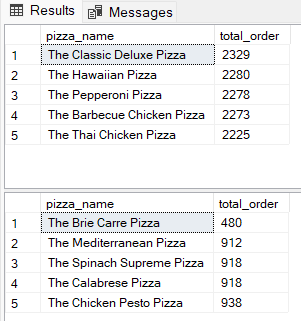 Results Messages
pizza_name total_order
1 The Classic Deluxe Pizza 2329
2 The Hawaiian Pizza 2280
3 The Pepperoni Pizza 2278
4 The Barbecue Chicken Pizza 2273
5 The Thai Chicken Pizza 2225
pizza_name total_order
1 The Brie Carre Pizza 480
2 The Mediterranean Pizza 912
3 The Spinach Supreme Pizza 918
4 The Calabrese Pizza 918
5 The Chicken Pesto Pizza 938